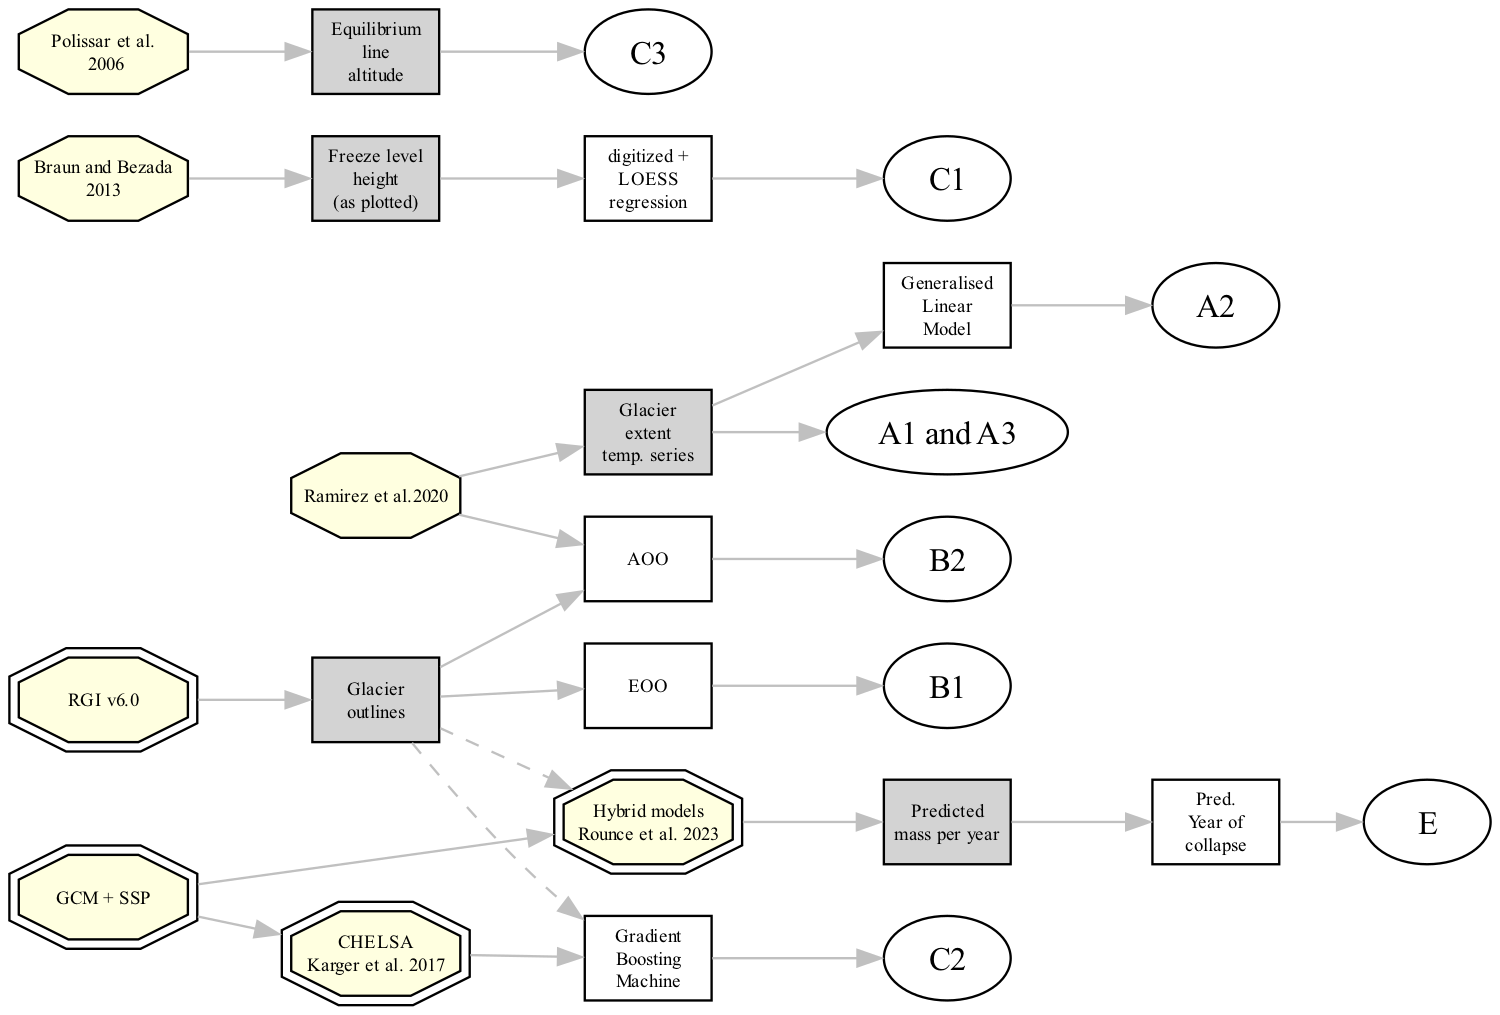 Polissar et al.
2006
Equilibrium
line
altitude
C3
Braun and Bezada
2013
Freeze level
height
(as plotted)
digitized +
LOESS
regression
C1
Generalised
Linear
Model
A2
Glacier
extent
temp. series
A1 and A3
Ramirez et al.2020
AOO
B2
RGI v6.0
Glacier
outlines
EOO
B1
Hybrid models
Rounce et al. 2023
Predicted
mass per year
Pred.
Year of
collapse
E
GCM + SSP
CHELSA
Karger et al. 2017
Gradient
Boosting
Machine
C2